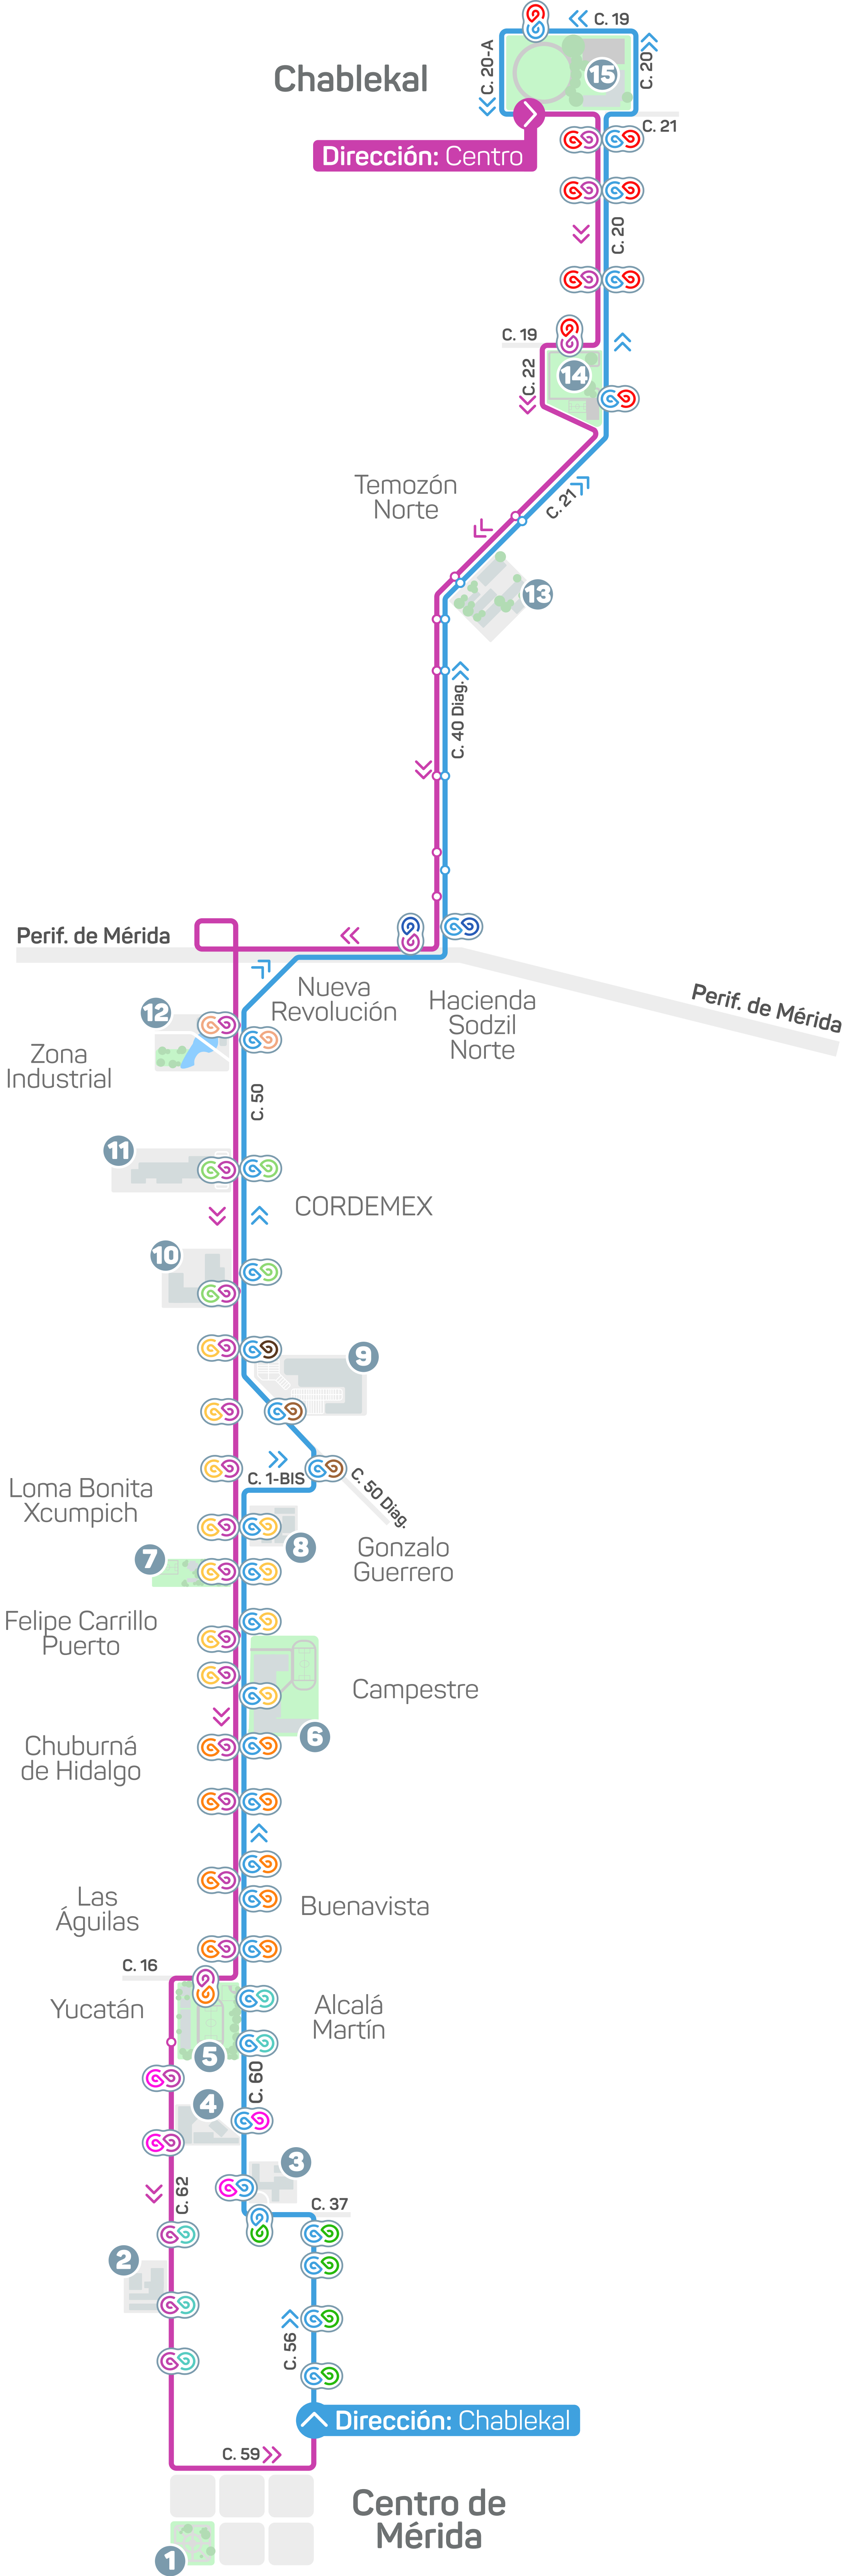 C. 19
C. 20-A
C. 20
15
Chablekal
C. 21
Dirección: Centro
C. 20
C. 19
C. 22
14
Temozón
Norte
C. 21
13
C. 40 Diag.
Perif. de Mérida
Nueva
Revolución
Hacienda
Sodzil
Norte
Perif. de Mérida
12
Zona
Industrial
C. 50
11
CORDEMEX
10
9
C. 1-BIS
C. 50 Diag.
Loma Bonita
Xcumpich
8
7
Gonzalo
Guerrero
Felipe Carrillo
Puerto
Campestre
6
Chuburná
de Hidalgo
Las
Águilas
Buenavista
C. 16
Yucatán
Alcalá
Martín
5
C. 60
4
3
C. 62
C. 37
2
C. 56
Dirección: Chablekal
C. 59
Centro de
Mérida
1